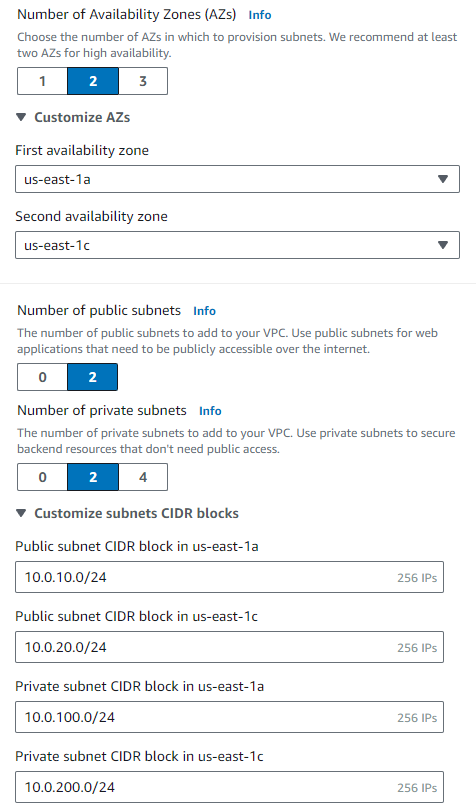 Number of Availability Zones (AZs) Info
Choose the number of AZs in which to provision subnets. We recommend at least
two AZs for high availability.
1 2 3
Customize AZs
First availability zone
us-east-1a
Second availability zone
us-east-1c
Number of public subnets Info
The number of public subnets to add to your VPC. Use public subnets for web
applications that need to be publicly accessible over the internet.
0 2
Number of private subnets Info
The number of private subnets to add to your VPC. Use private subnets to secure
backend resources that don't need public access.
0 2 4
Customize subnets CIDR blocks
Public subnet CIDR block in us-east-1a
10.0.10.0/24 256 IPs
Public subnet CIDR block in us-east-1c
10.0.20.0/24 256 IPs
Private subnet CIDR block in us-east-1a
10.0.100.0/24 256 IPs
Private subnet CIDR block in us-east-1c
10.0.200.0/24 256 IPs